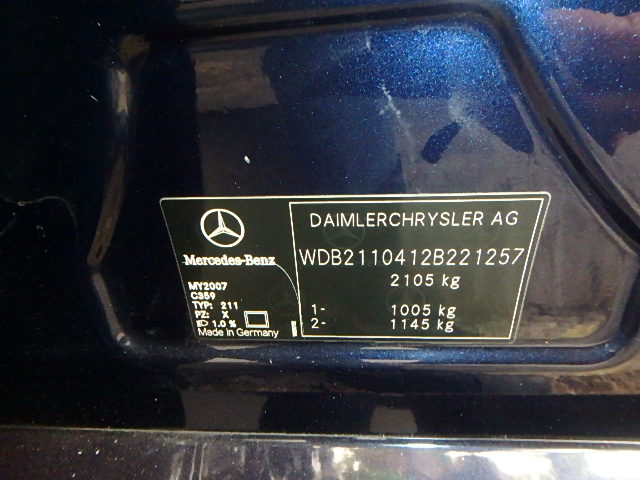 Mercedes-Benz
MY2007
C359
TYP: 211
PZ: X
1.0 %
Made in Germany
DAIMLERCHRYSLER AG
WDB2110412B221257
2105 kg
1- 1005 kg
2- 1145 kg